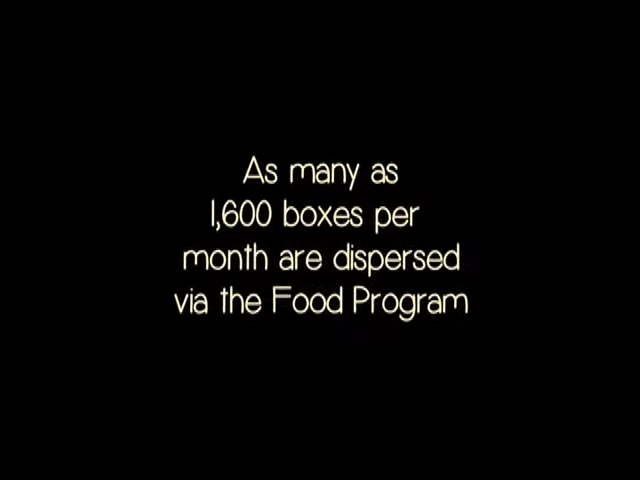 As many as
1,600 boxes per
month are dispersed
via the Food Program